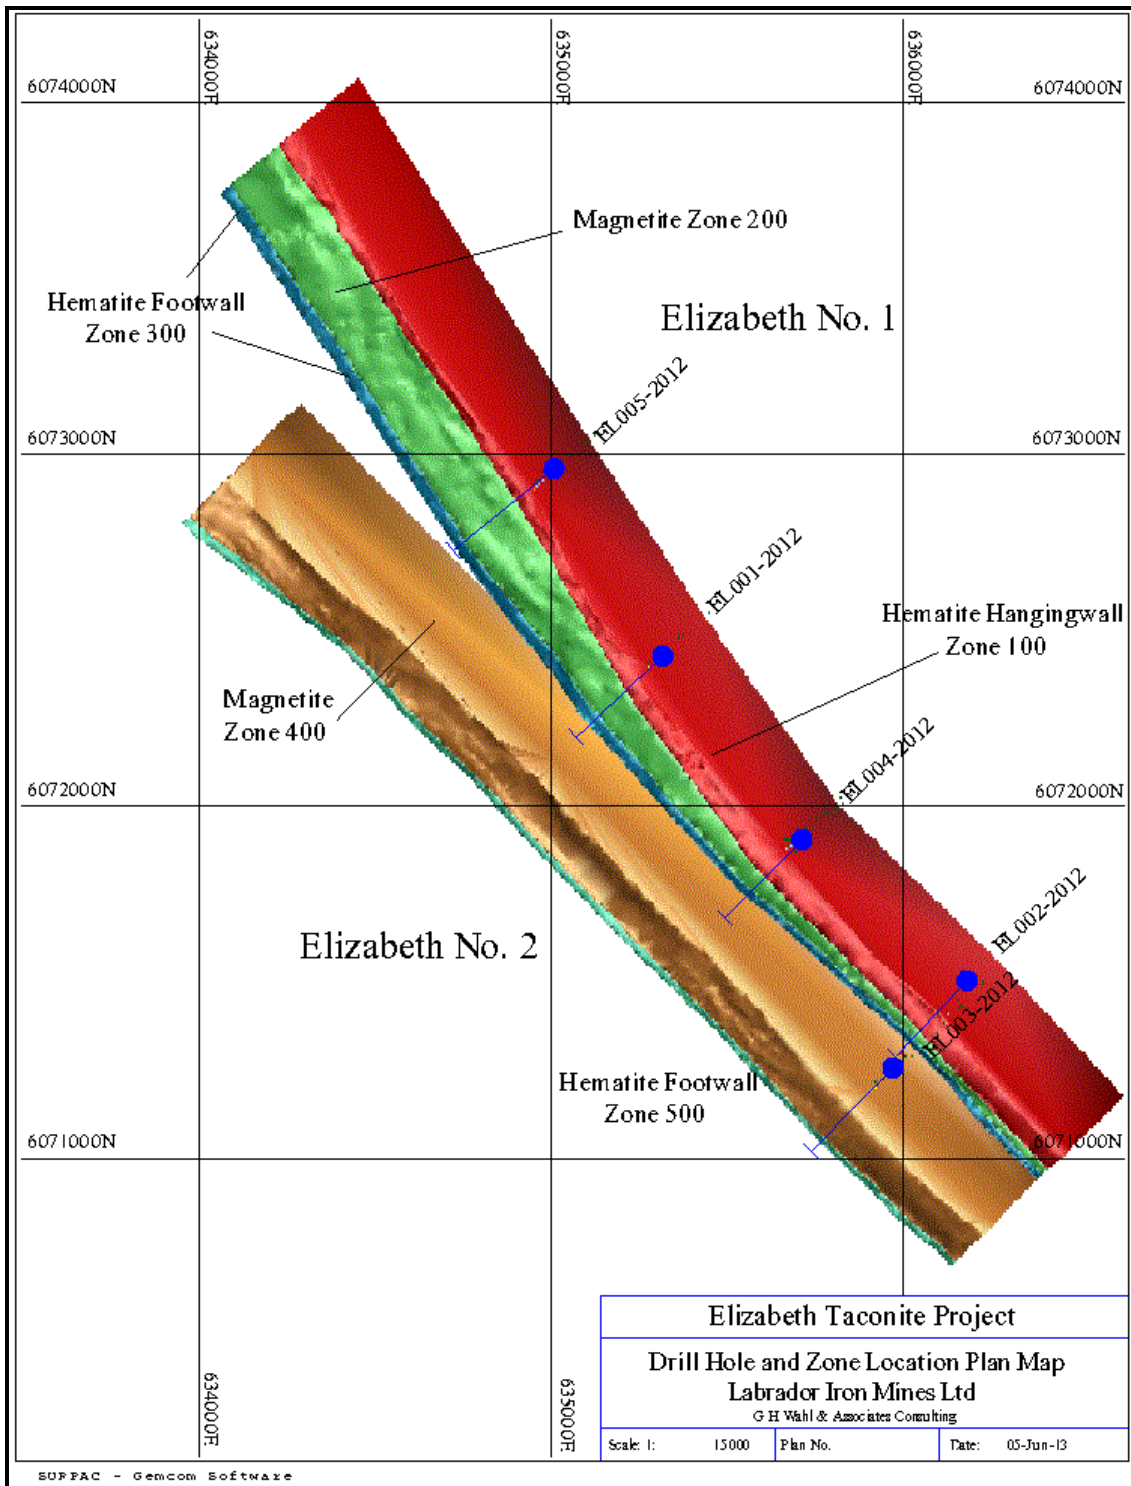 634000E
635000E
636000E
6074000N
6074000N
Magnetite Zone 200
Hematite Footwall
Zone 300
Elizabeth No. 1
EL005-2012
6073000N
6073000N
EL001-2012
Hematite Hangingwall
Zone 100
Magnetite
Zone 400
EL004-2012
6072000N
6072000N
EL002-2012
Elizabeth No. 2
EL003-2012
Hematite Footwall
Zone 500
6071000N
6071000N
634000E
635000E
Elizabeth Taconite Project
Drill Hole and Zone Location Plan Map
Labrador Iron Mines Ltd
G H Wahl & Associates Consulting
Scale: 1: 15000 Plan No. Date: 05-Jun-13
SURPAC - Gemcom Software